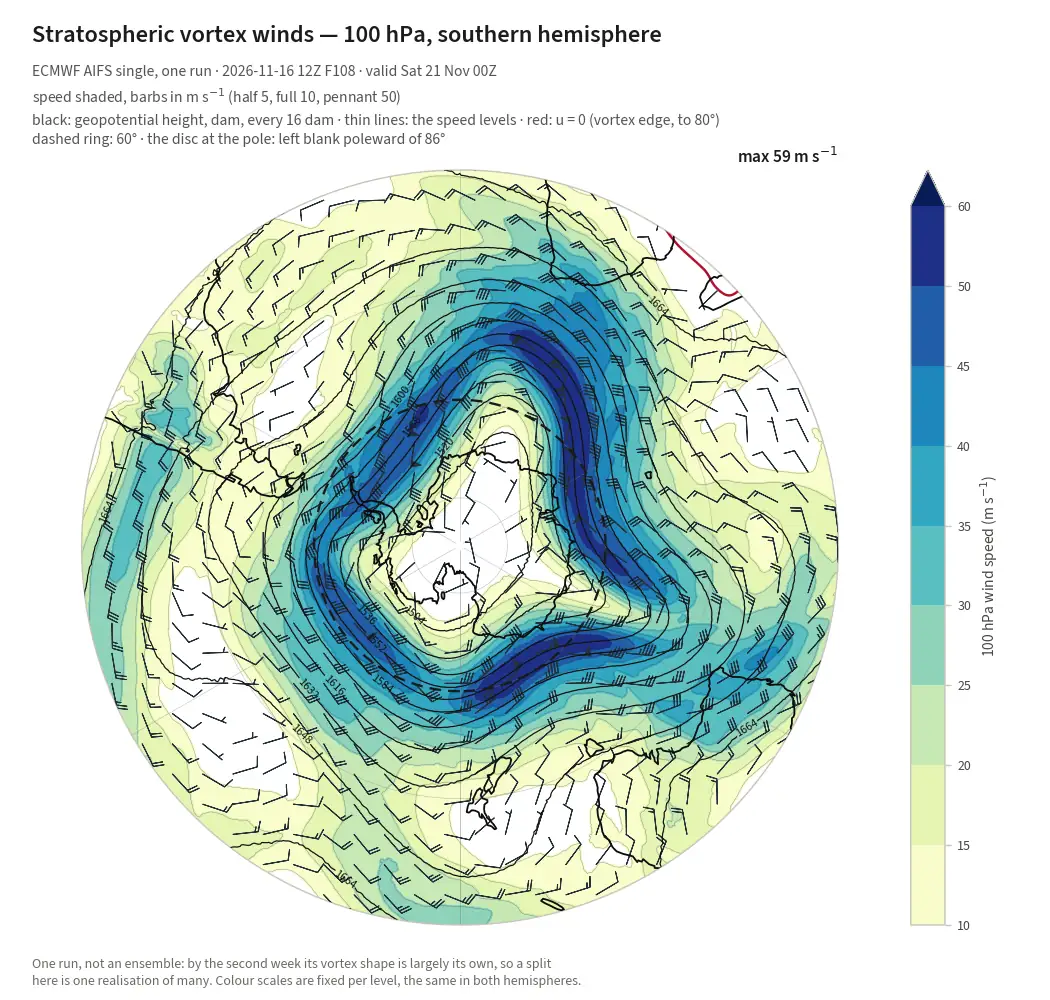 Stratospheric vortex winds — 100 hPa, southern hemisphere
ECMWF AIFS single, one run · 2026-11-16 12Z F108 · valid Sat 21 Nov 00Z
speed shaded, barbs in m s⁻¹ (half 5, full 10, pennant 50)
black: geopotential height, dam, every 16 dam · thin lines: the speed levels · red: u = 0 (vortex edge, to 80°)
dashed ring: 60° · the disc at the pole: left blank poleward of 86°
max 59 m s⁻¹
60
50
45
40
35
30
25
20
15
10
100 hPa wind speed (m s⁻¹)
1664
1600
1520
1664
1504
1536
1552
1584
1616
1632
1648
1664
1664
One run, not an ensemble: by the second week its vortex shape is largely its own, so a split
here is one realisation of many. Colour scales are fixed per level, the same in both hemispheres.